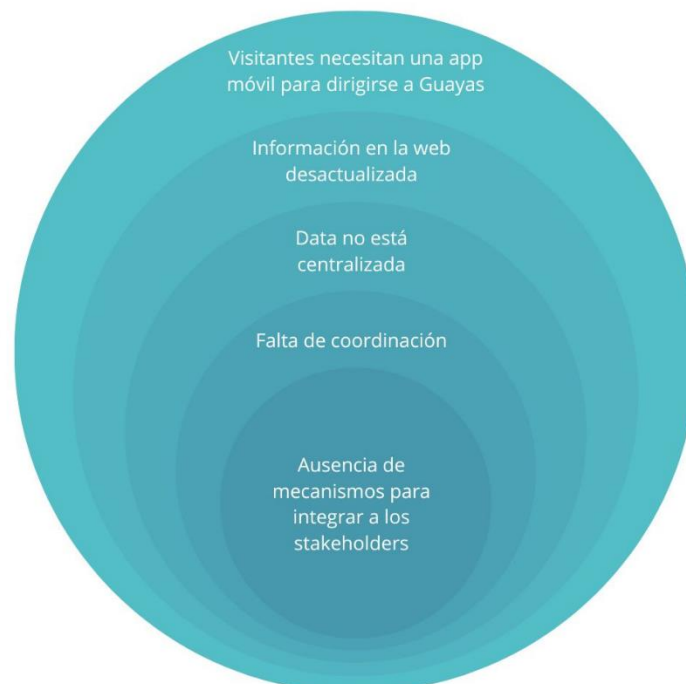 Visitantes necesitan una app
móvil para dirigirse a Guayas
Información en la web
desactualizada
Data no está
centralizada
Falta de coordinación
Ausencia de
mecanismos para
integrar a los
stakeholders